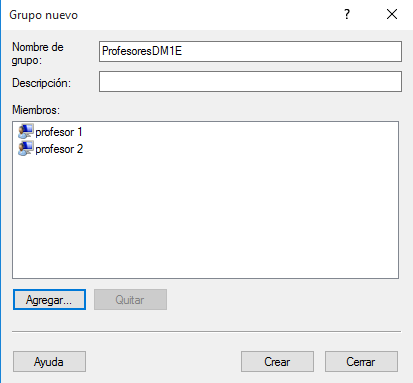 Grupo nuevo
?
Nombre de
grupo:
ProfesoresDM1E
Descripción:
Miembros:
profesor 1
profesor 2
Agregar...
Quitar
Ayuda
Crear
Cerrar